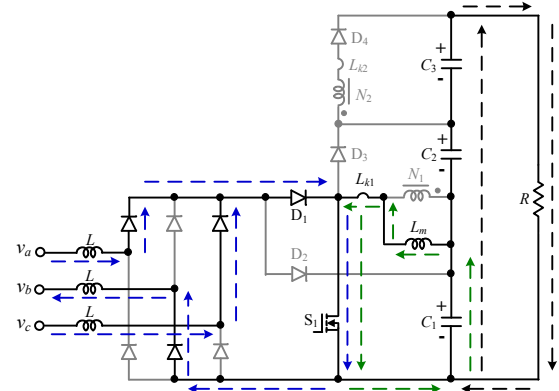 +
D4
Lk2
C3
-
N2
+
D3
C2
-
Lk1
N1
R
D1
Lm
va
L
D2
vb
L
+
S1
C1
vc
L
-